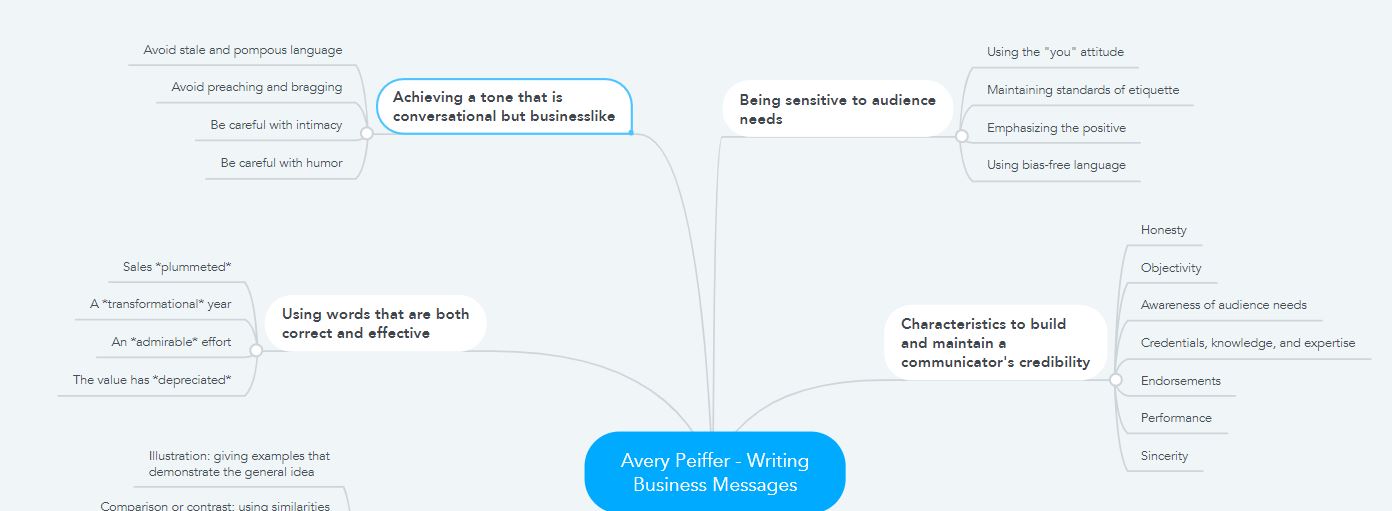 Avoid stale and pompous language
Avoid preaching and bragging
Be careful with intimacy
Be careful with humor
Achieving a tone that is
conversational but businesslike
Being sensitive to audience
needs
Using the "you" attitude
Maintaining standards of etiquette
Emphasizing the positive
Using bias-free language
Sales *plummeted*
A *transformational* year
An *admirable* effort
The value has *depreciated*
Using words that are both
correct and effective
Characteristics to build
and maintain a
communicator's credibility
Honesty
Objectivity
Awareness of audience needs
Credentials, knowledge, and expertise
Endorsements
Performance
Sincerity
Avery Peiffer - Writing
Business Messages
Illustration: giving examples that
demonstrate the general idea
Comparison or contrast: using similarities